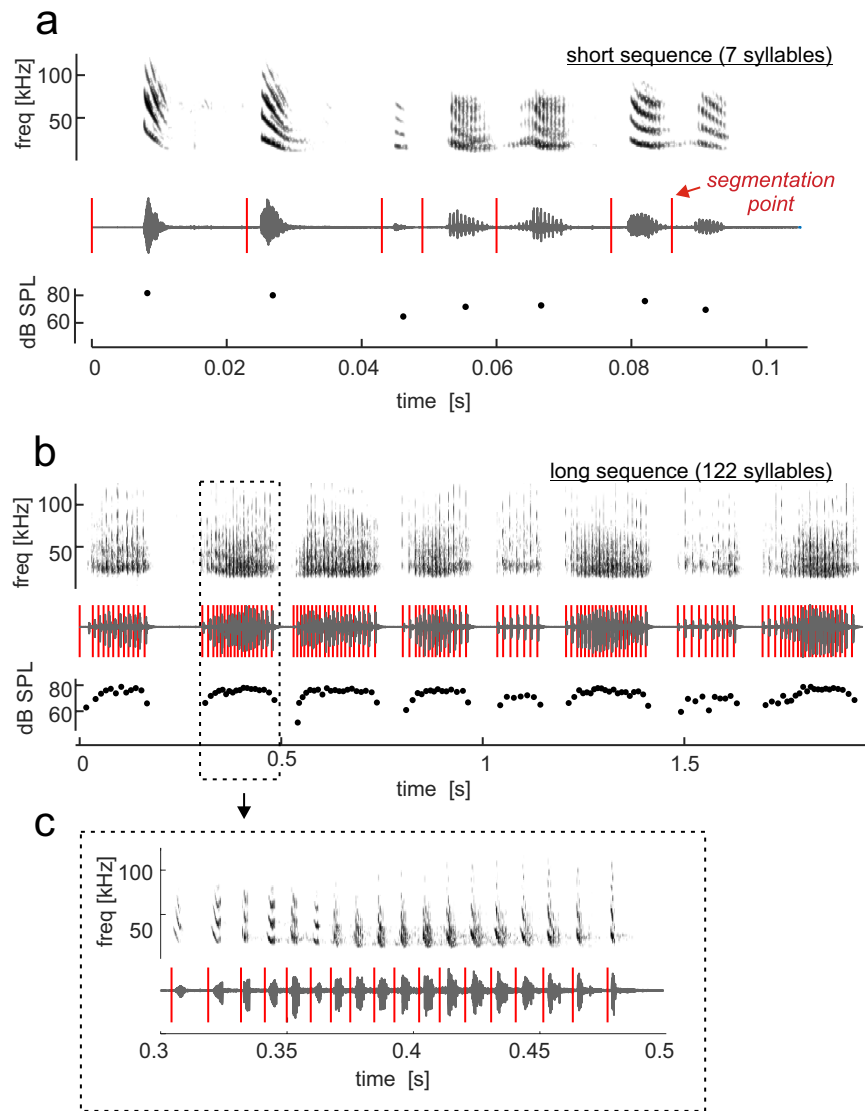 a
short sequence (7 syllables)
freq [kHz]
100
50
segmentation
point
dB SPL
80
60
0 0.02 0.04 0.06 0.08 0.1
time [s]
b
long sequence (122 syllables)
freq [kHz]
100
50
dB SPL
80
60
0 0.5 1 1.5
time [s]
c
freq [kHz]
100
50
0.3 0.35 0.4 0.45 0.5
time [s]